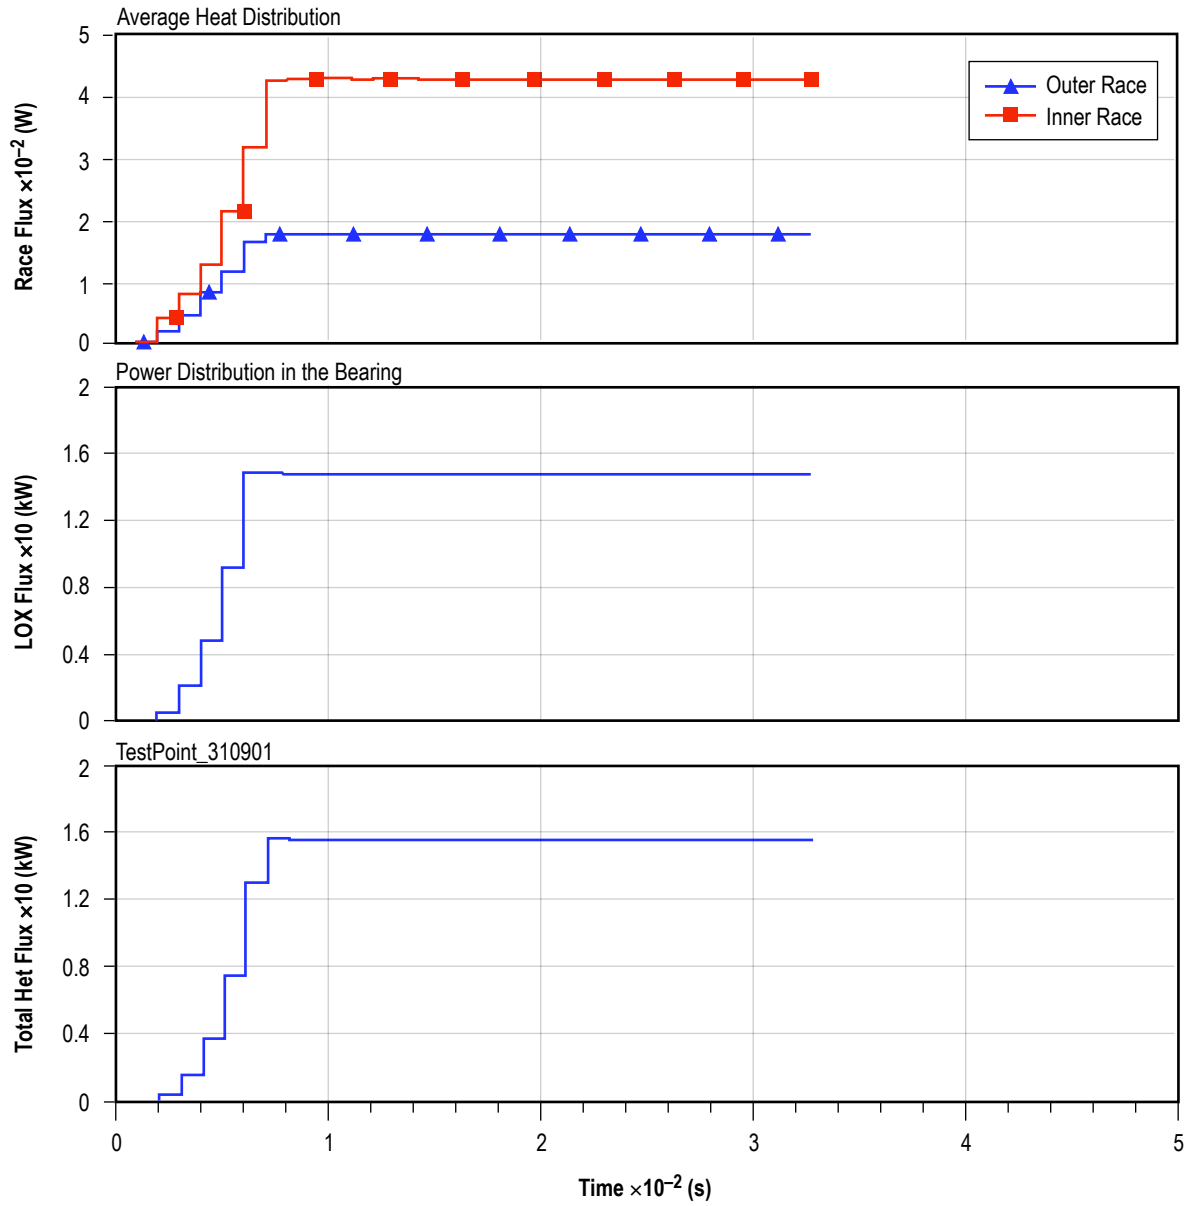 Average Heat Distribution
5
4
3
2
1
0
Race Flux ×10⁻² (W)
Outer Race
Inner Race
Power Distribution in the Bearing
2
1.6
1.2
0.8
0.4
0
LOX Flux ×10 (kW)
TestPoint_310901
2
1.6
1.2
0.8
0.4
0
Total Het Flux ×10 (kW)
0 1 2 3 4 5
Time ×10⁻² (s)